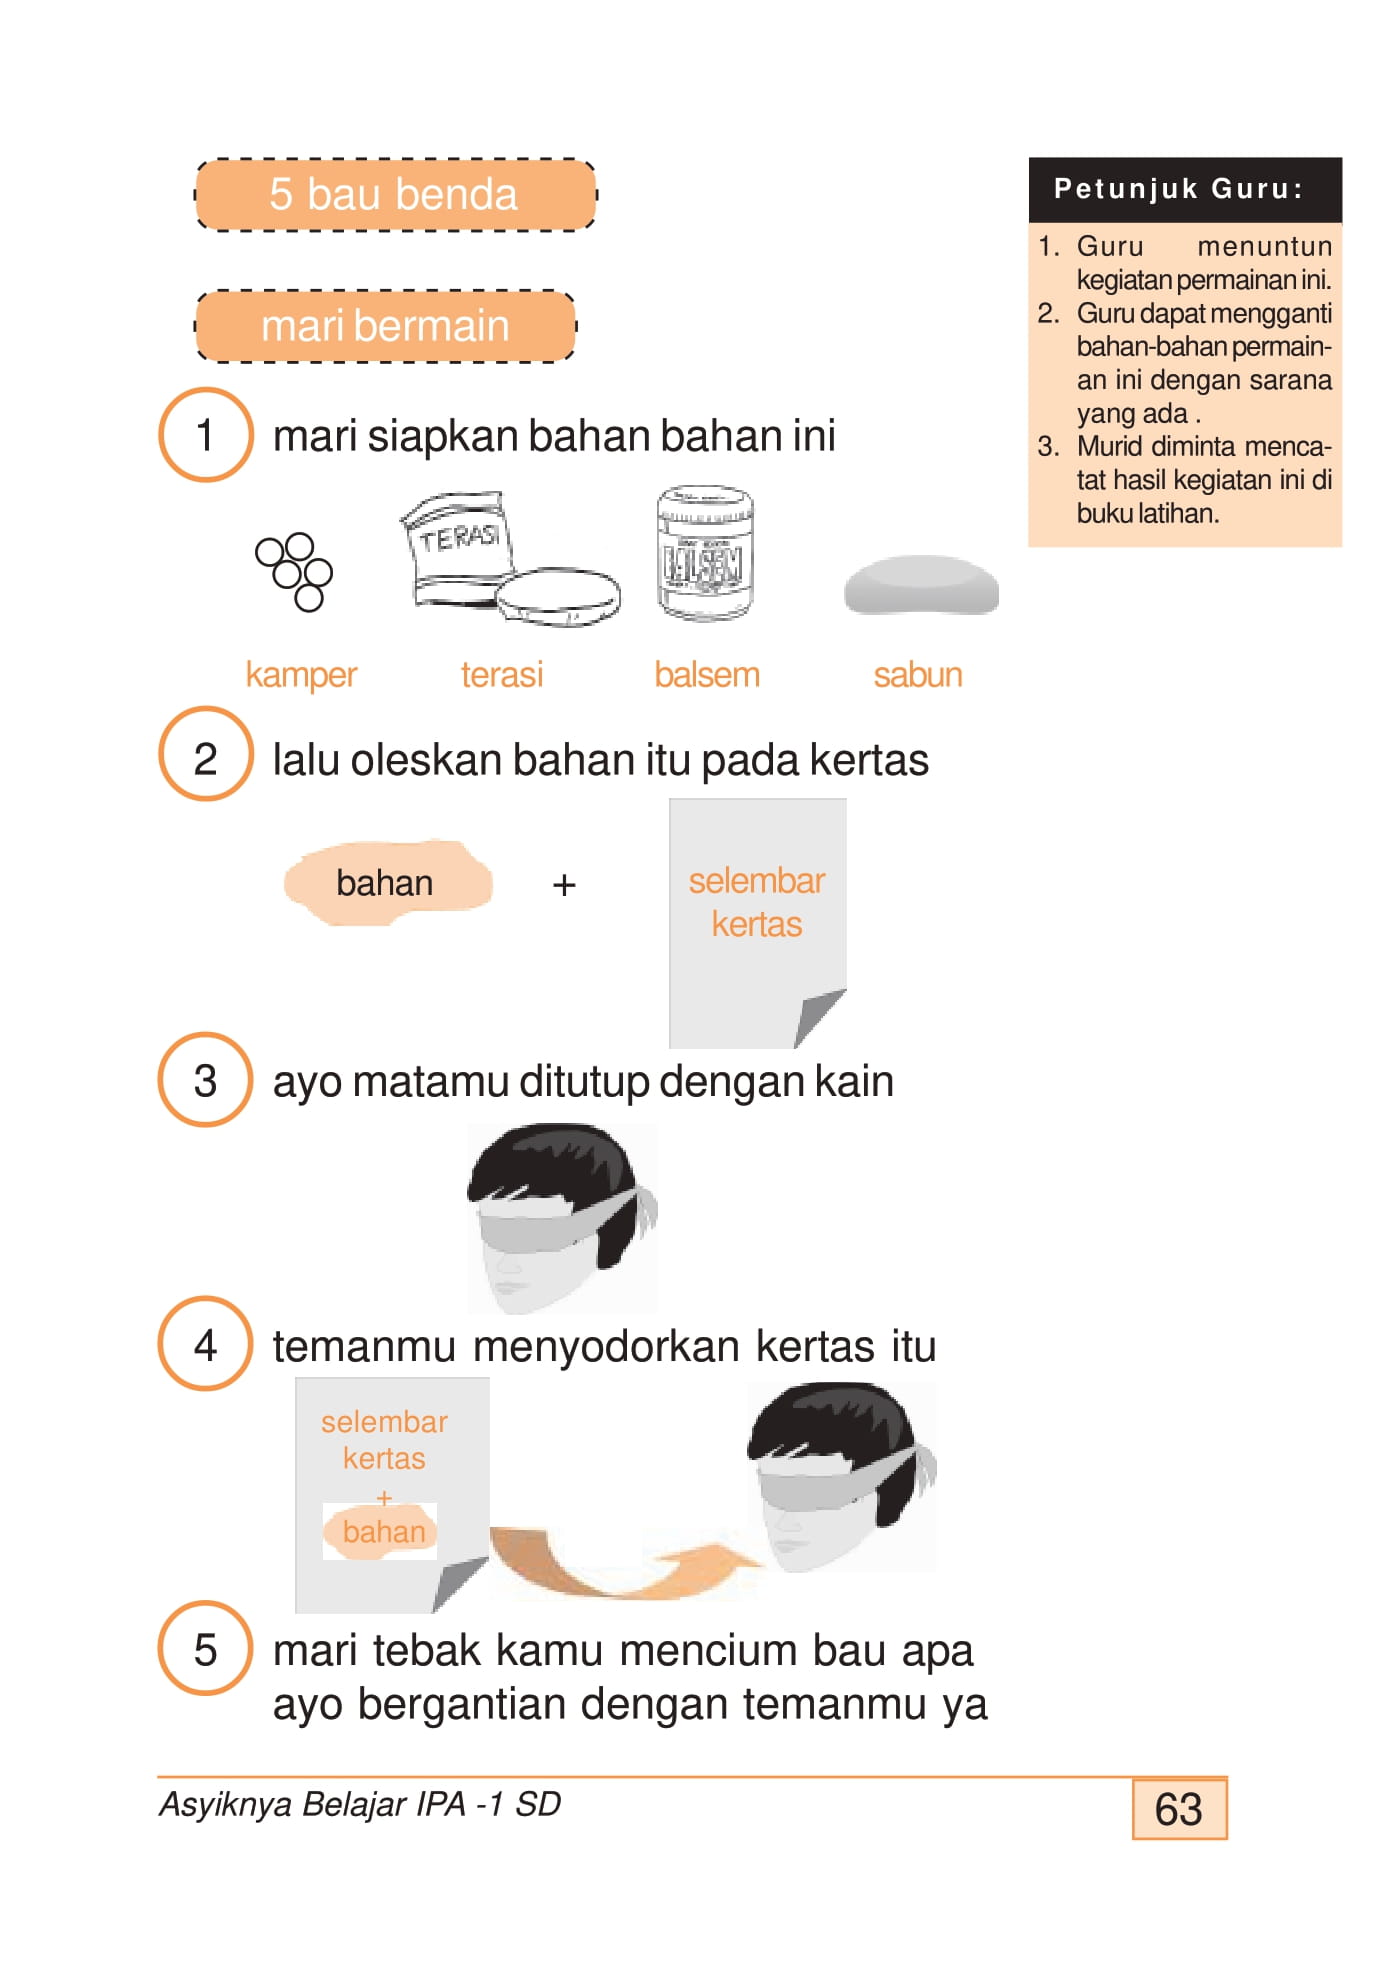 5 bau benda
mari bermain
Petunjuk Guru:
1. Guru menuntun
kegiatan permainan ini.
2. Guru dapat mengganti
bahan-bahan permain-
an ini dengan sarana
yang ada .
3. Murid diminta menca-
tat hasil kegiatan ini di
buku latihan.
1 mari siapkan bahan bahan ini
TERASI
kamper terasi balsem sabun
2 lalu oleskan bahan itu pada kertas
bahan + selembar
kertas
3 ayo matamu ditutup dengan kain
4 temanmu menyodorkan kertas itu
selembar
kertas
+
bahan
5 mari tebak kamu mencium bau apa
ayo bergantian dengan temanmu ya
Asyiknya Belajar IPA -1 SD
63